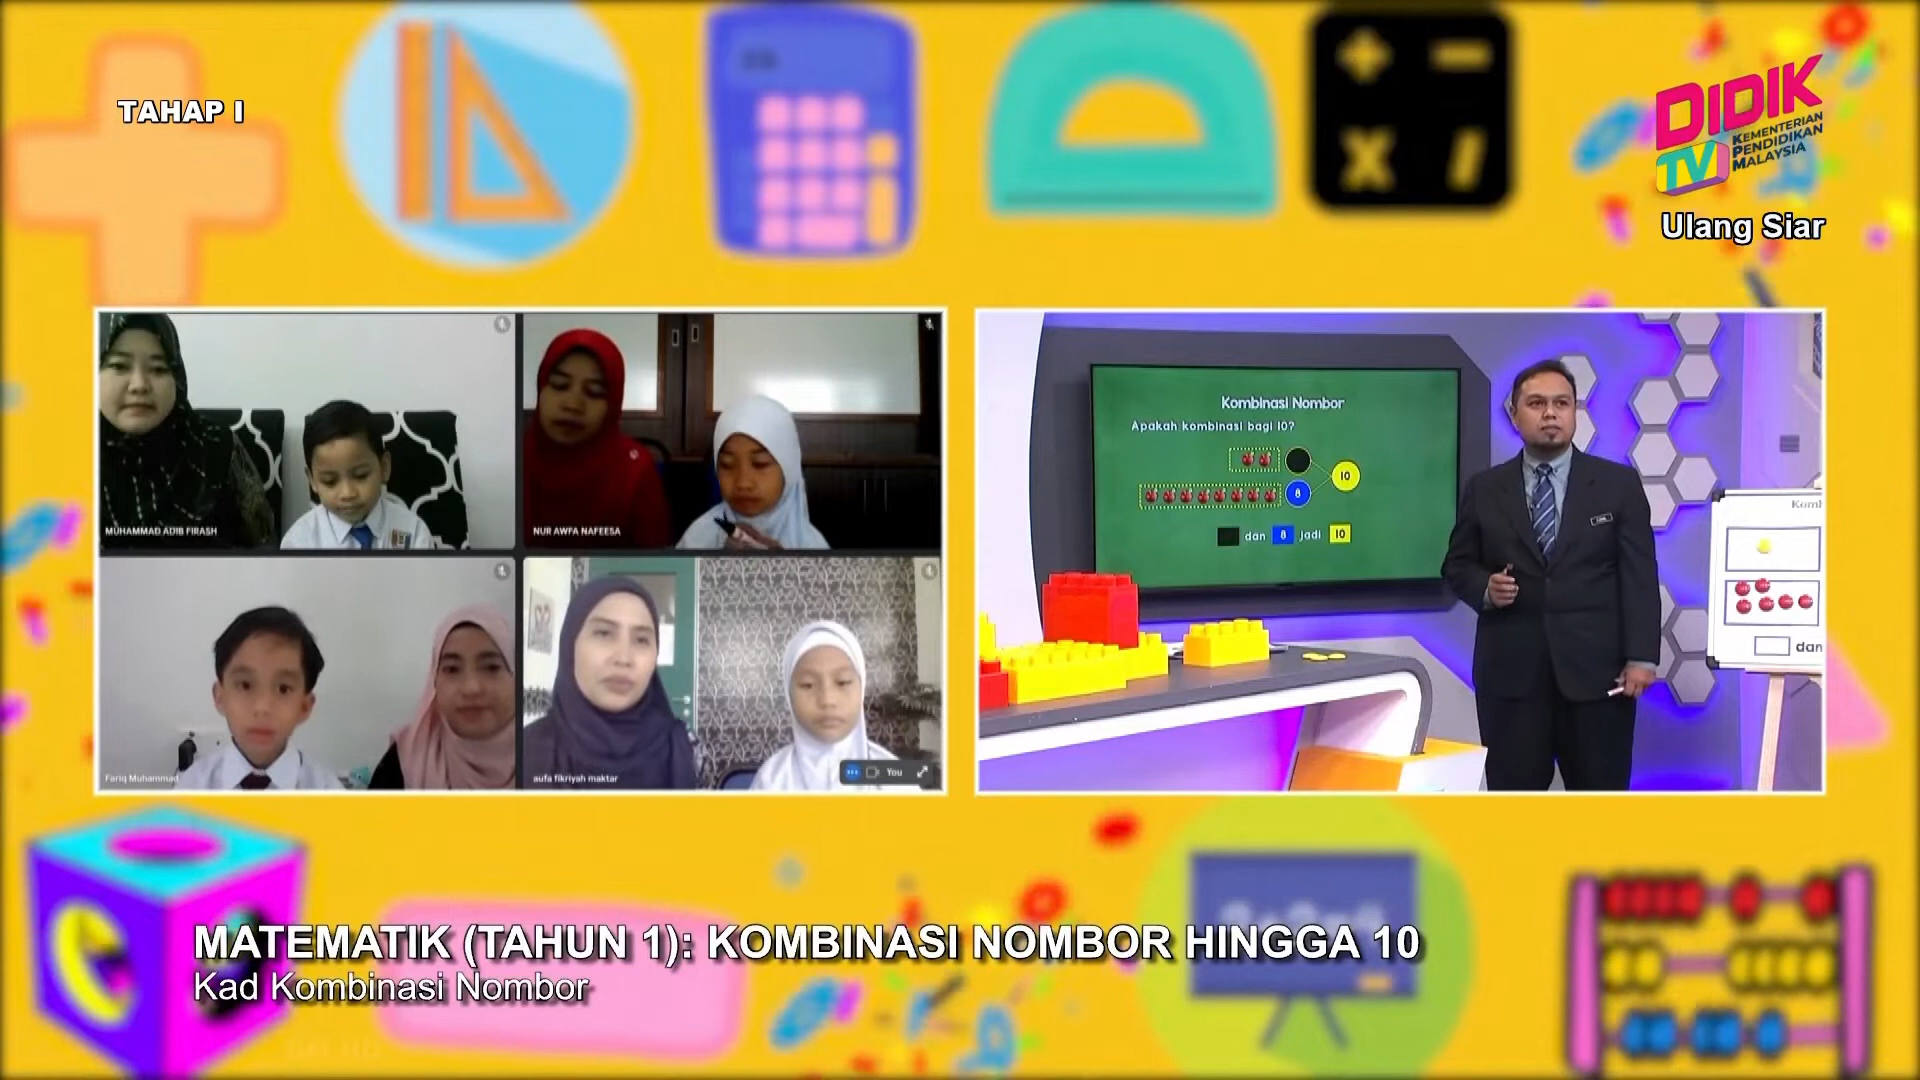 TAHAP I
DIDIK
TV
KEMENTERIAN
PENDIDIKAN
MALAYSIA
Ulang Siar
MUHAMMAD ADIB FIRASH
NUR AWFA NAFEESA
Fariq Muhammad
aufa fikriyah maktar
You
Kombinasi Nombor
Apakah kombinasi bagi 10?
8
10
dan 8 jadi 10
dan
MATEMATIK (TAHUN 1): KOMBINASI NOMBOR HINGGA 10
Kad Kombinasi Nombor